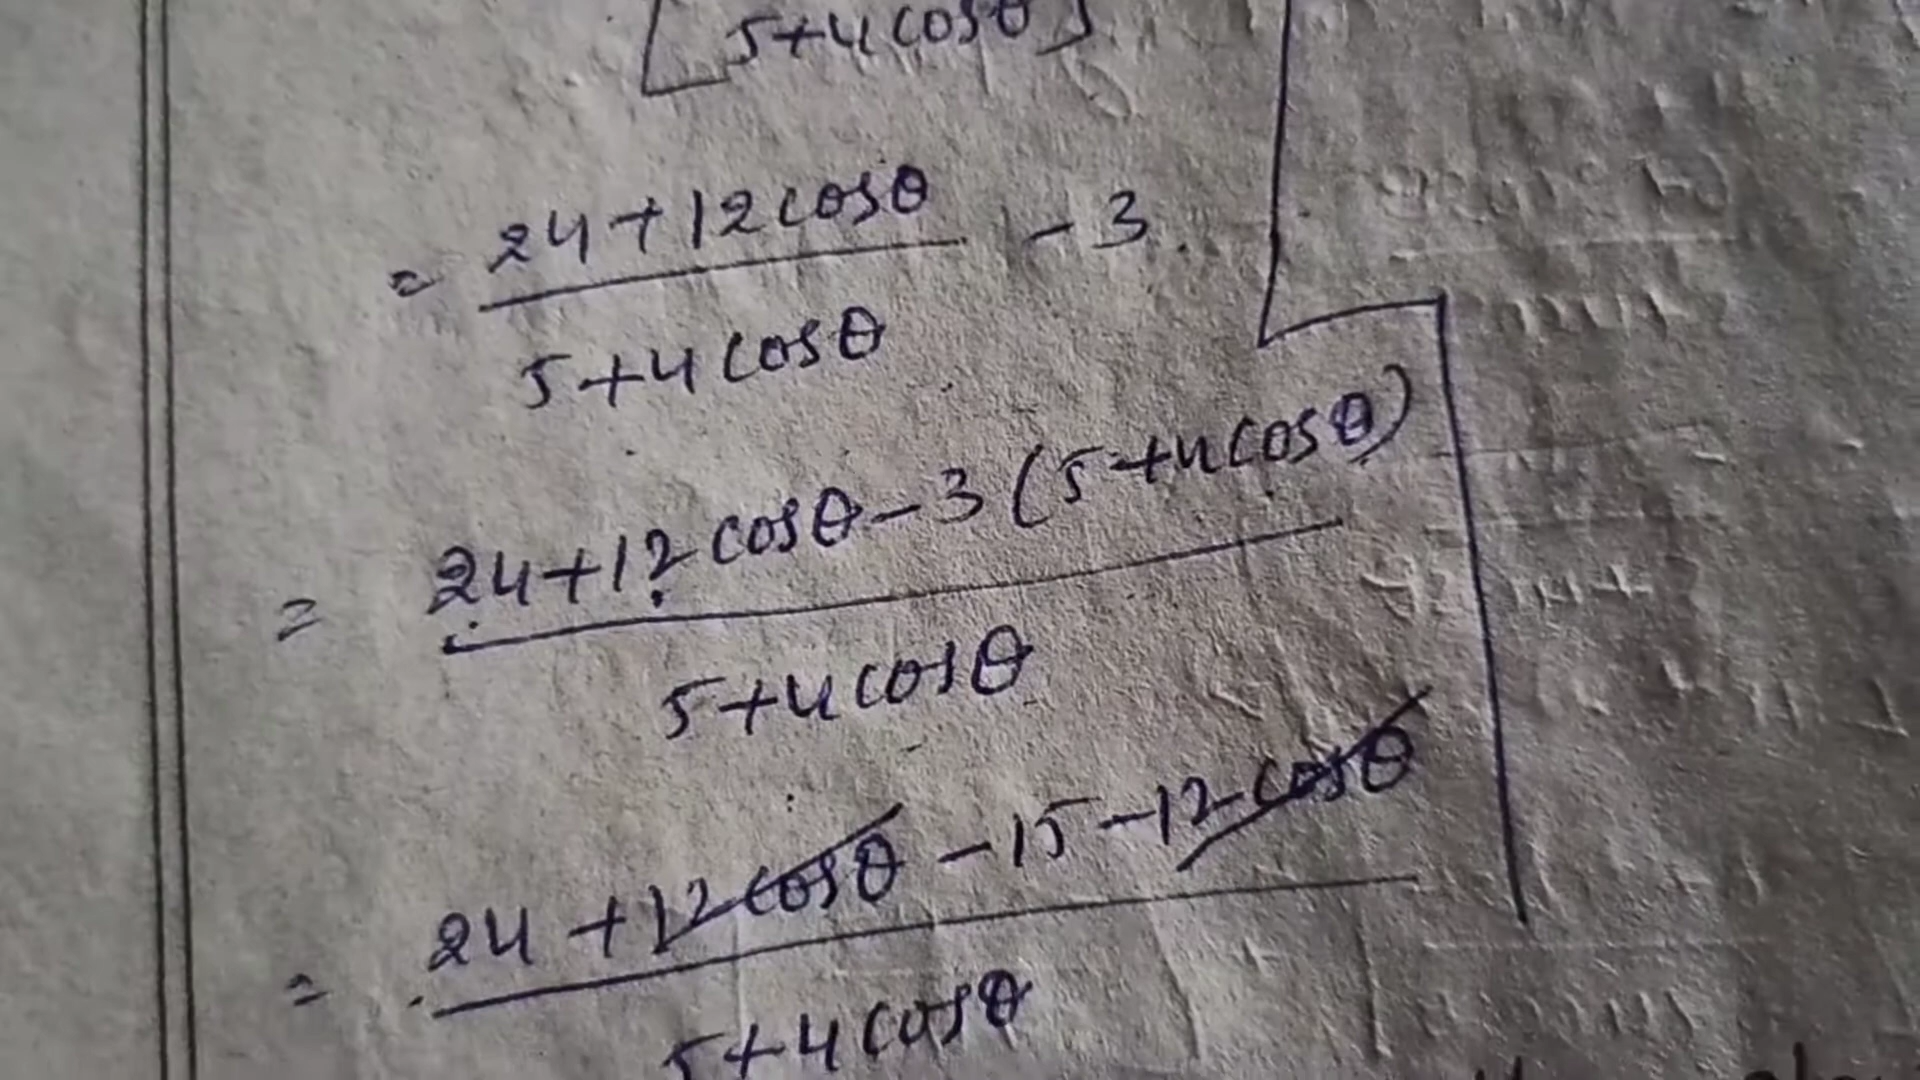 5+4cosθ]
= 24+12cosθ / 5+4cosθ - 3.
= 24+12cosθ-3(5+4cosθ) / 5+4cosθ
= 24+12cosθ-15-12cosθ / 5+4cosθ